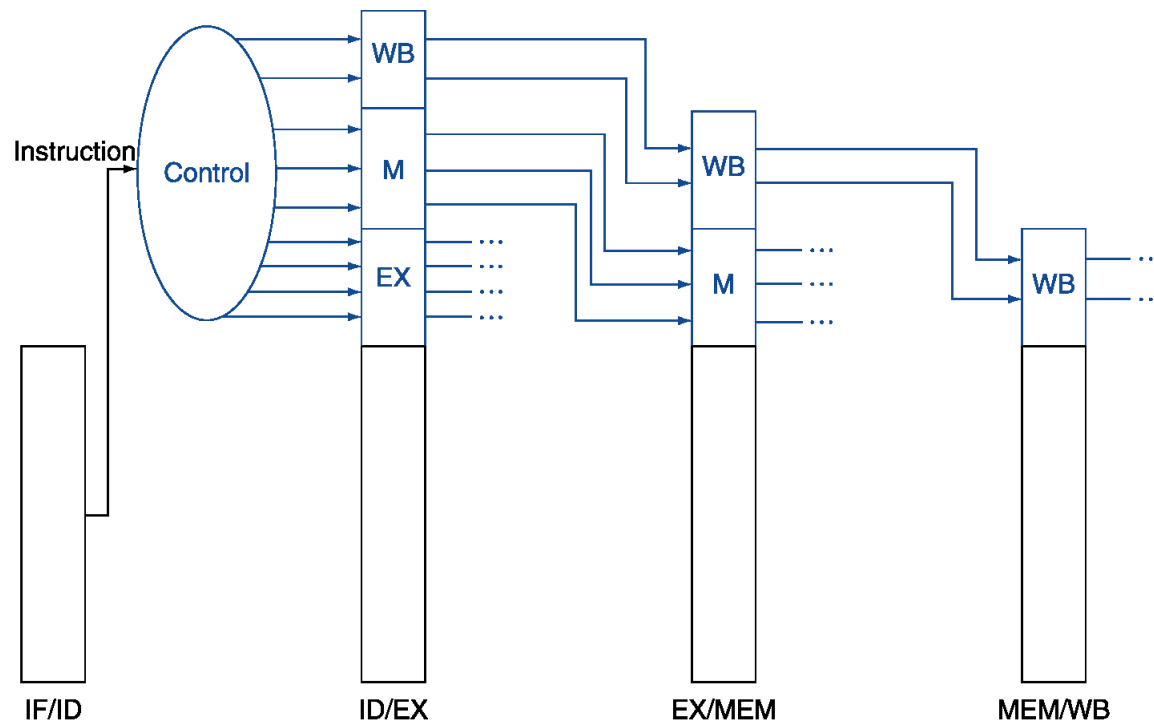 WB
Instruction
Control
M
WB
EX
M
WB
IF/ID
ID/EX
EX/MEM
MEM/WB